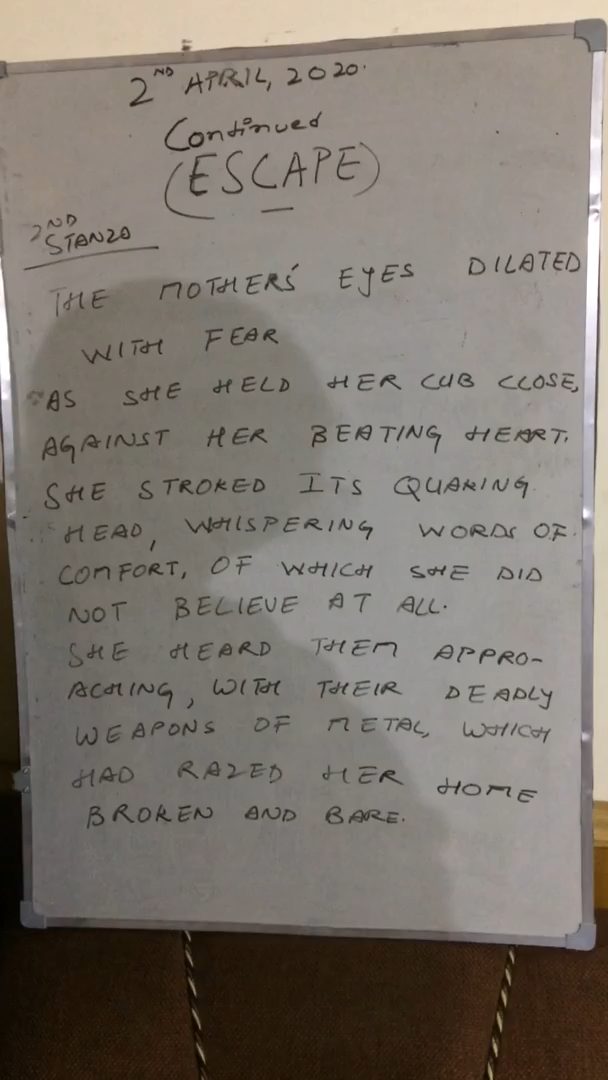 2ND APRIL, 2020.
Continued
(ESCAPE)
2ND
STANZA
THE MOTHERS' EYES DILATED
WITH FEAR
AS SHE HELD HER CUB CLOSE,
AGAINST HER BEATING HEART.
SHE STROKED ITS QUAKING
HEAD, WHISPERING WORDS OF
COMFORT, OF WHICH SHE DID
NOT BELIEVE AT ALL.
SHE HEARD THEM APPRO-
ACHING, WITH THEIR DEADLY
WEAPONS OF METAL, WHICH
HAD RAZED HER HOME
BROKEN AND BARE.